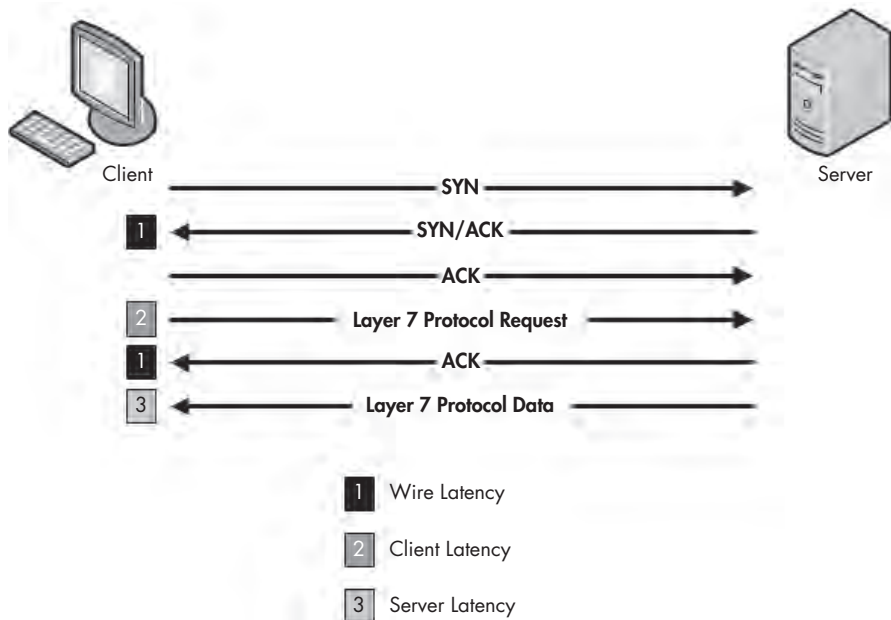 Client
Server
SYN
1 SYN/ACK
ACK
2 Layer 7 Protocol Request
1 ACK
3 Layer 7 Protocol Data
1 Wire Latency
2 Client Latency
3 Server Latency